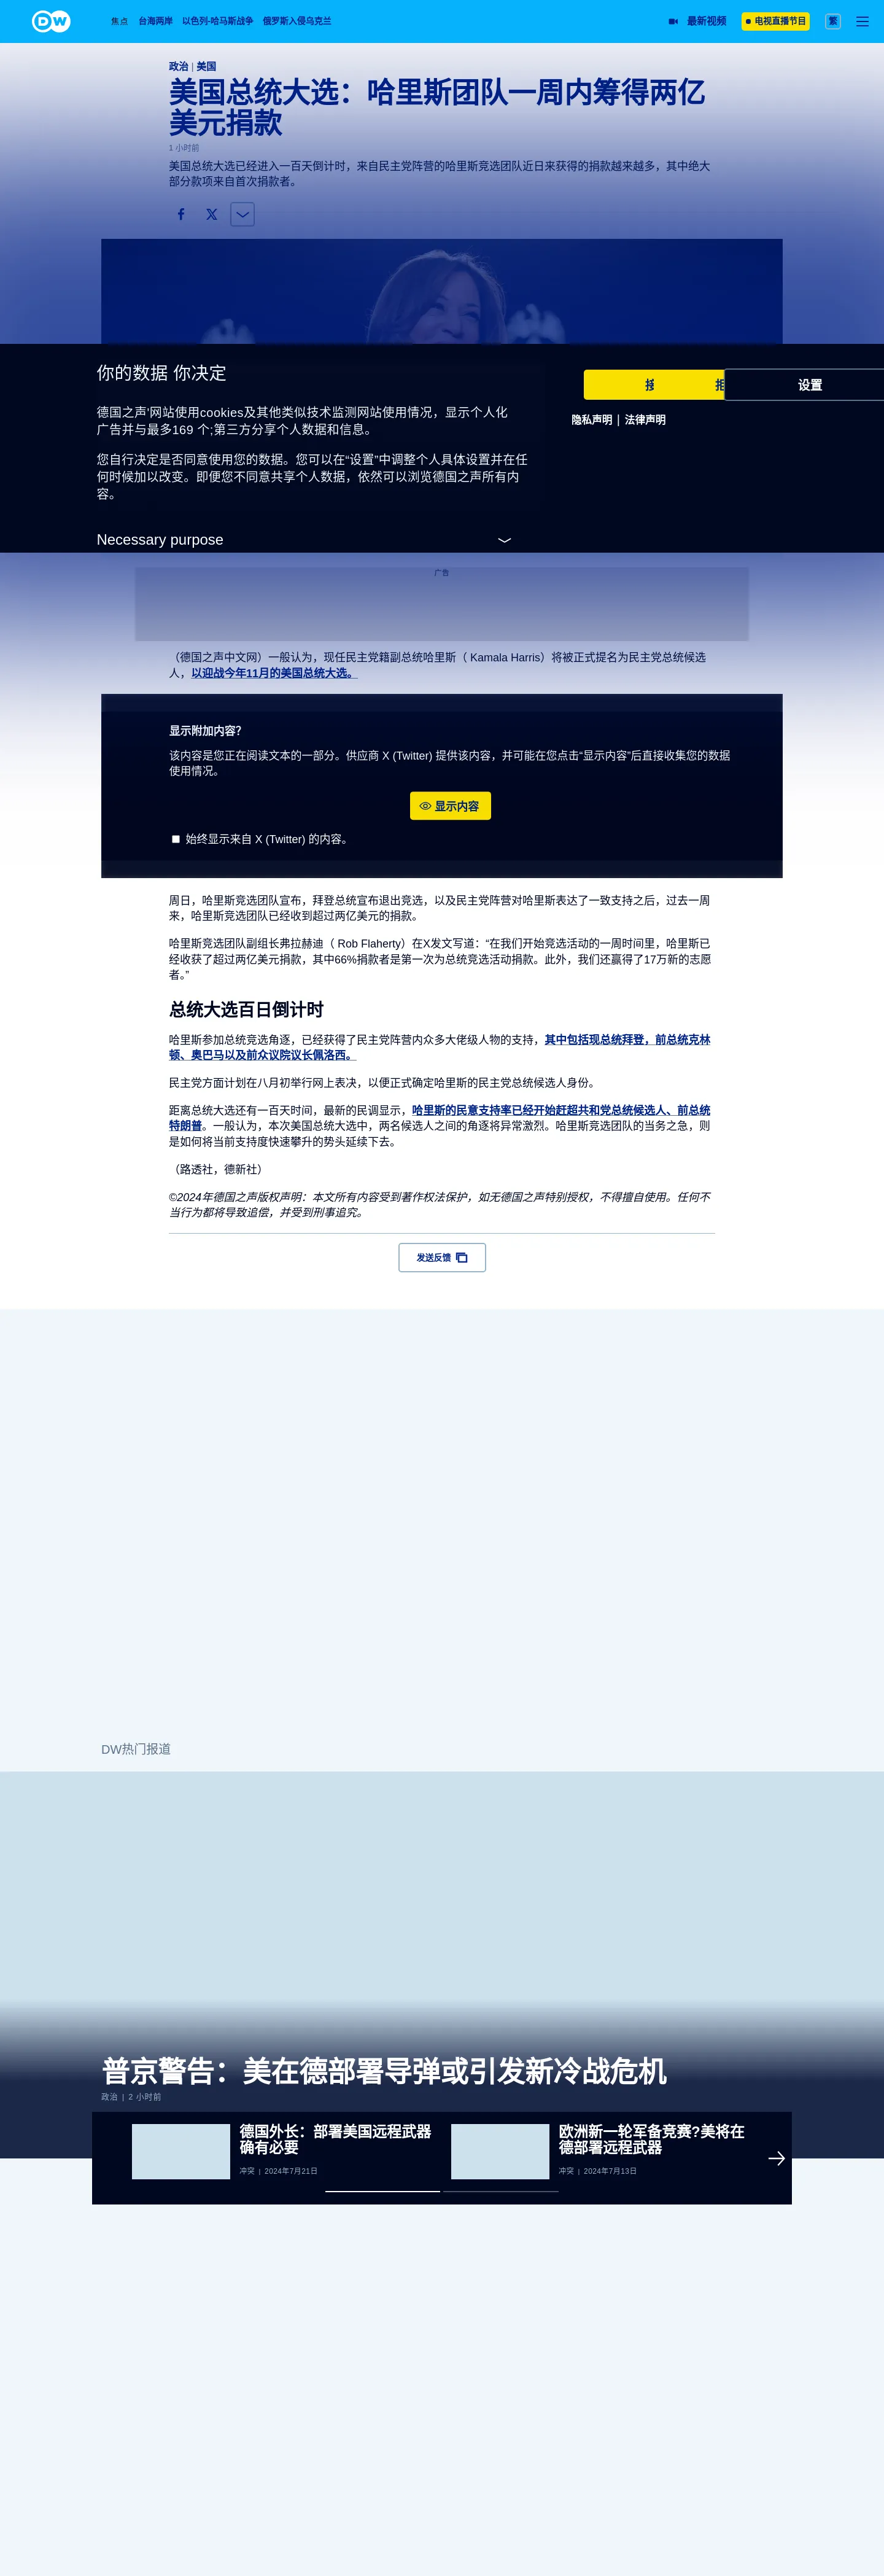 DW
焦点 台海两岸 以色列-哈马斯战争 俄罗斯入侵乌克兰 最新视频 电视直播节目 繁
政治 | 美国
美国总统大选：哈里斯团队一周内筹得两亿
美元捐款
1 小时前
美国总统大选已经进入一百天倒计时，来自民主党阵营的哈里斯竞选团队近日来获得的捐款越来越多，其中绝大
部分款项来自首次捐款者。
你的数据 你决定
德国之声'网站使用cookies及其他类似技术监测网站使用情况，显示个人化
广告并与最多169 个;第三方分享个人数据和信息。
您自行决定是否同意使用您的数据。您可以在“设置”中调整个人具体设置并在任
何时候加以改变。即便您不同意共享个人数据，依然可以浏览德国之声所有内
容。
Necessary purpose
设置
隐私声明 | 法律声明
广告
（德国之声中文网）一般认为，现任民主党籍副总统哈里斯（ Kamala Harris）将被正式提名为民主党总统候选
人，以迎战今年11月的美国总统大选。
显示附加内容？
该内容是您正在阅读文本的一部分。供应商 X (Twitter) 提供该内容，并可能在您点击“显示内容”后直接收集您的数据
使用情况。
显示内容
始终显示来自 X (Twitter) 的内容。
周日，哈里斯竞选团队宣布，拜登总统宣布退出竞选，以及民主党阵营对哈里斯表达了一致支持之后，过去一周
来，哈里斯竞选团队已经收到超过两亿美元的捐款。
哈里斯竞选团队副组长弗拉赫迪（ Rob Flaherty）在X发文写道：“在我们开始竞选活动的一周时间里，哈里斯已
经收获了超过两亿美元捐款，其中66%捐款者是第一次为总统竞选活动捐款。此外，我们还赢得了17万新的志愿
者。”
总统大选百日倒计时
哈里斯参加总统竞选角逐，已经获得了民主党阵营内众多大佬级人物的支持，其中包括现总统拜登，前总统克林
顿、奥巴马以及前众议院议长佩洛西。
民主党方面计划在八月初举行网上表决，以便正式确定哈里斯的民主党总统候选人身份。
距离总统大选还有一百天时间，最新的民调显示，哈里斯的民意支持率已经开始赶超共和党总统候选人、前总统
特朗普。一般认为，本次美国总统大选中，两名候选人之间的角逐将异常激烈。哈里斯竞选团队的当务之急，则
是如何将当前支持度快速攀升的势头延续下去。
（路透社，德新社）
©2024年德国之声版权声明：本文所有内容受到著作权法保护，如无德国之声特别授权，不得擅自使用。任何不
当行为都将导致追偿，并受到刑事追究。
发送反馈
DW热门报道
普京警告：美在德部署导弹或引发新冷战危机
政治 | 2 小时前
德国外长：部署美国远程武器
确有必要
冲突 | 2024年7月21日
欧洲新一轮军备竞赛?美将在
德部署远程武器
冲突 | 2024年7月13日